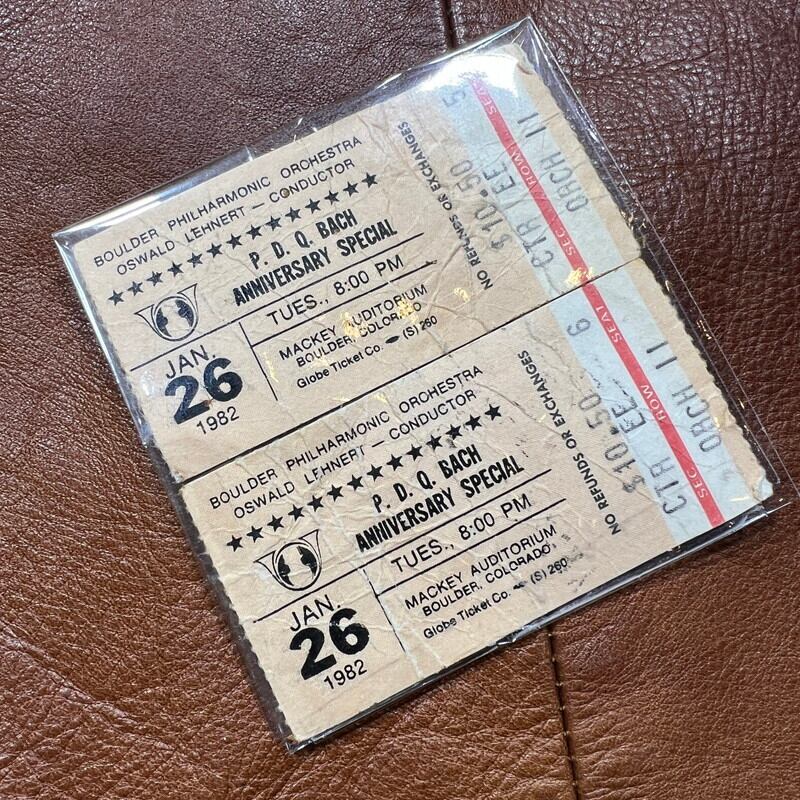 BOULDER PHILHARMONIC ORCHESTRA
OSWALD LEHNERT — CONDUCTOR
★★★★★★★★★★★★★★
P. D. Q. BACH
ANNIVERSARY SPECIAL
TUES., 8:00 PM
JAN.
26
1982
MACKEY AUDITORIUM
BOULDER, COLORADO
Globe Ticket Co. (S) 260
NO REFUNDS OR EXCHANGES
$10.50 5
CTR EE
SEC. ROW SEAT
ORCH 11
BOULDER PHILHARMONIC ORCHESTRA
OSWALD LEHNERT — CONDUCTOR
★★★★★★★★★★★★★★
P. D. Q. BACH
ANNIVERSARY SPECIAL
TUES., 8:00 PM
JAN.
26
1982
MACKEY AUDITORIUM
BOULDER, COLORADO
Globe Ticket Co. (S) 260
NO REFUNDS OR EXCHANGES
$10.50 6
CTR EE
SEC. ROW SEAT
ORCH 11